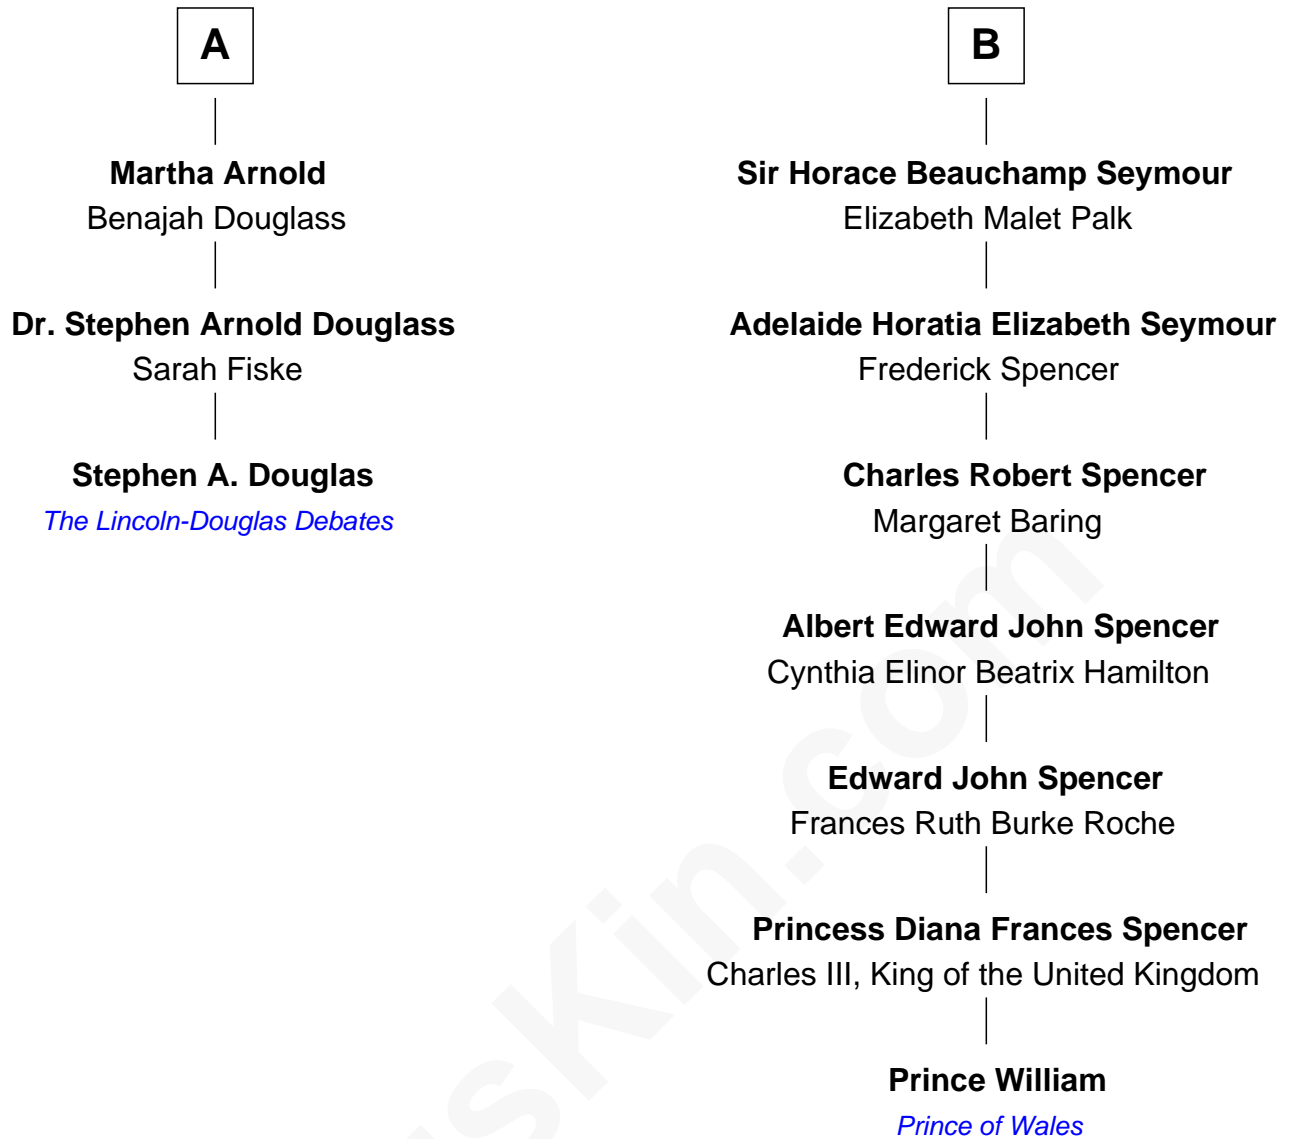 A
Martha Arnold
Benajah Douglass
Dr. Stephen Arnold Douglass
Sarah Fiske
Stephen A. Douglas
The Lincoln-Douglas Debates
B
Sir Horace Beauchamp Seymour
Elizabeth Malet Palk
Adelaide Horatia Elizabeth Seymour
Frederick Spencer
Charles Robert Spencer
Margaret Baring
Albert Edward John Spencer
Cynthia Elinor Beatrix Hamilton
Edward John Spencer
Frances Ruth Burke Roche
Princess Diana Frances Spencer
Charles III, King of the United Kingdom
Prince William
Prince of Wales
sKin.com